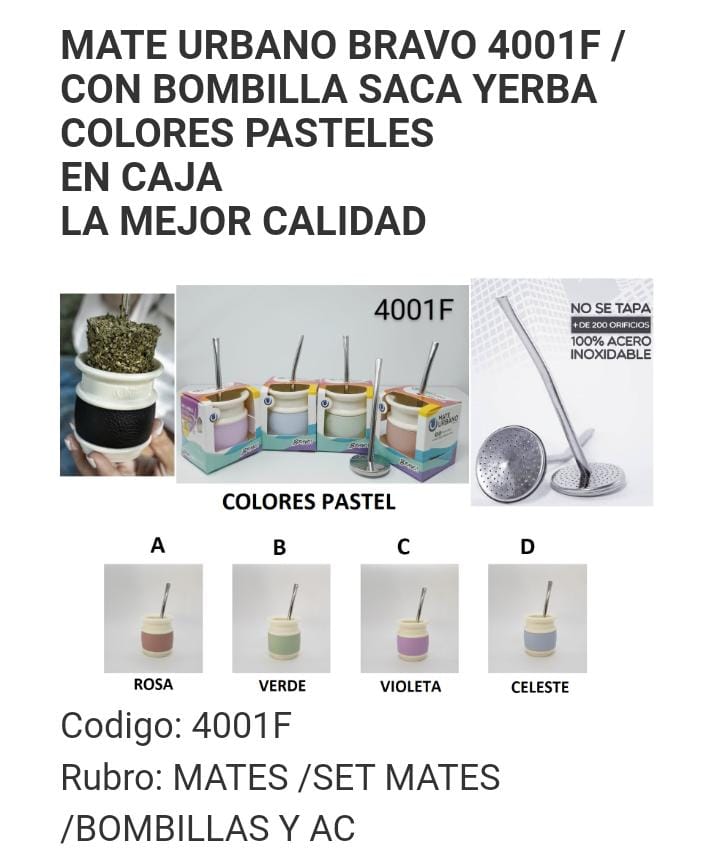 MATE URBANO BRAVO 4001F /
CON BOMBILLA SACA YERBA
COLORES PASTELES
EN CAJA
LA MEJOR CALIDAD
4001F
NO SE TAPA
+DE 200 ORIFICIOS
100% ACERO
INOXIDABLE
MATE
URBANO
Bravo!
COLORES PASTEL
A B C D
ROSA VERDE VIOLETA CELESTE
Codigo: 4001F
Rubro: MATES /SET MATES
/BOMBILLAS Y AC